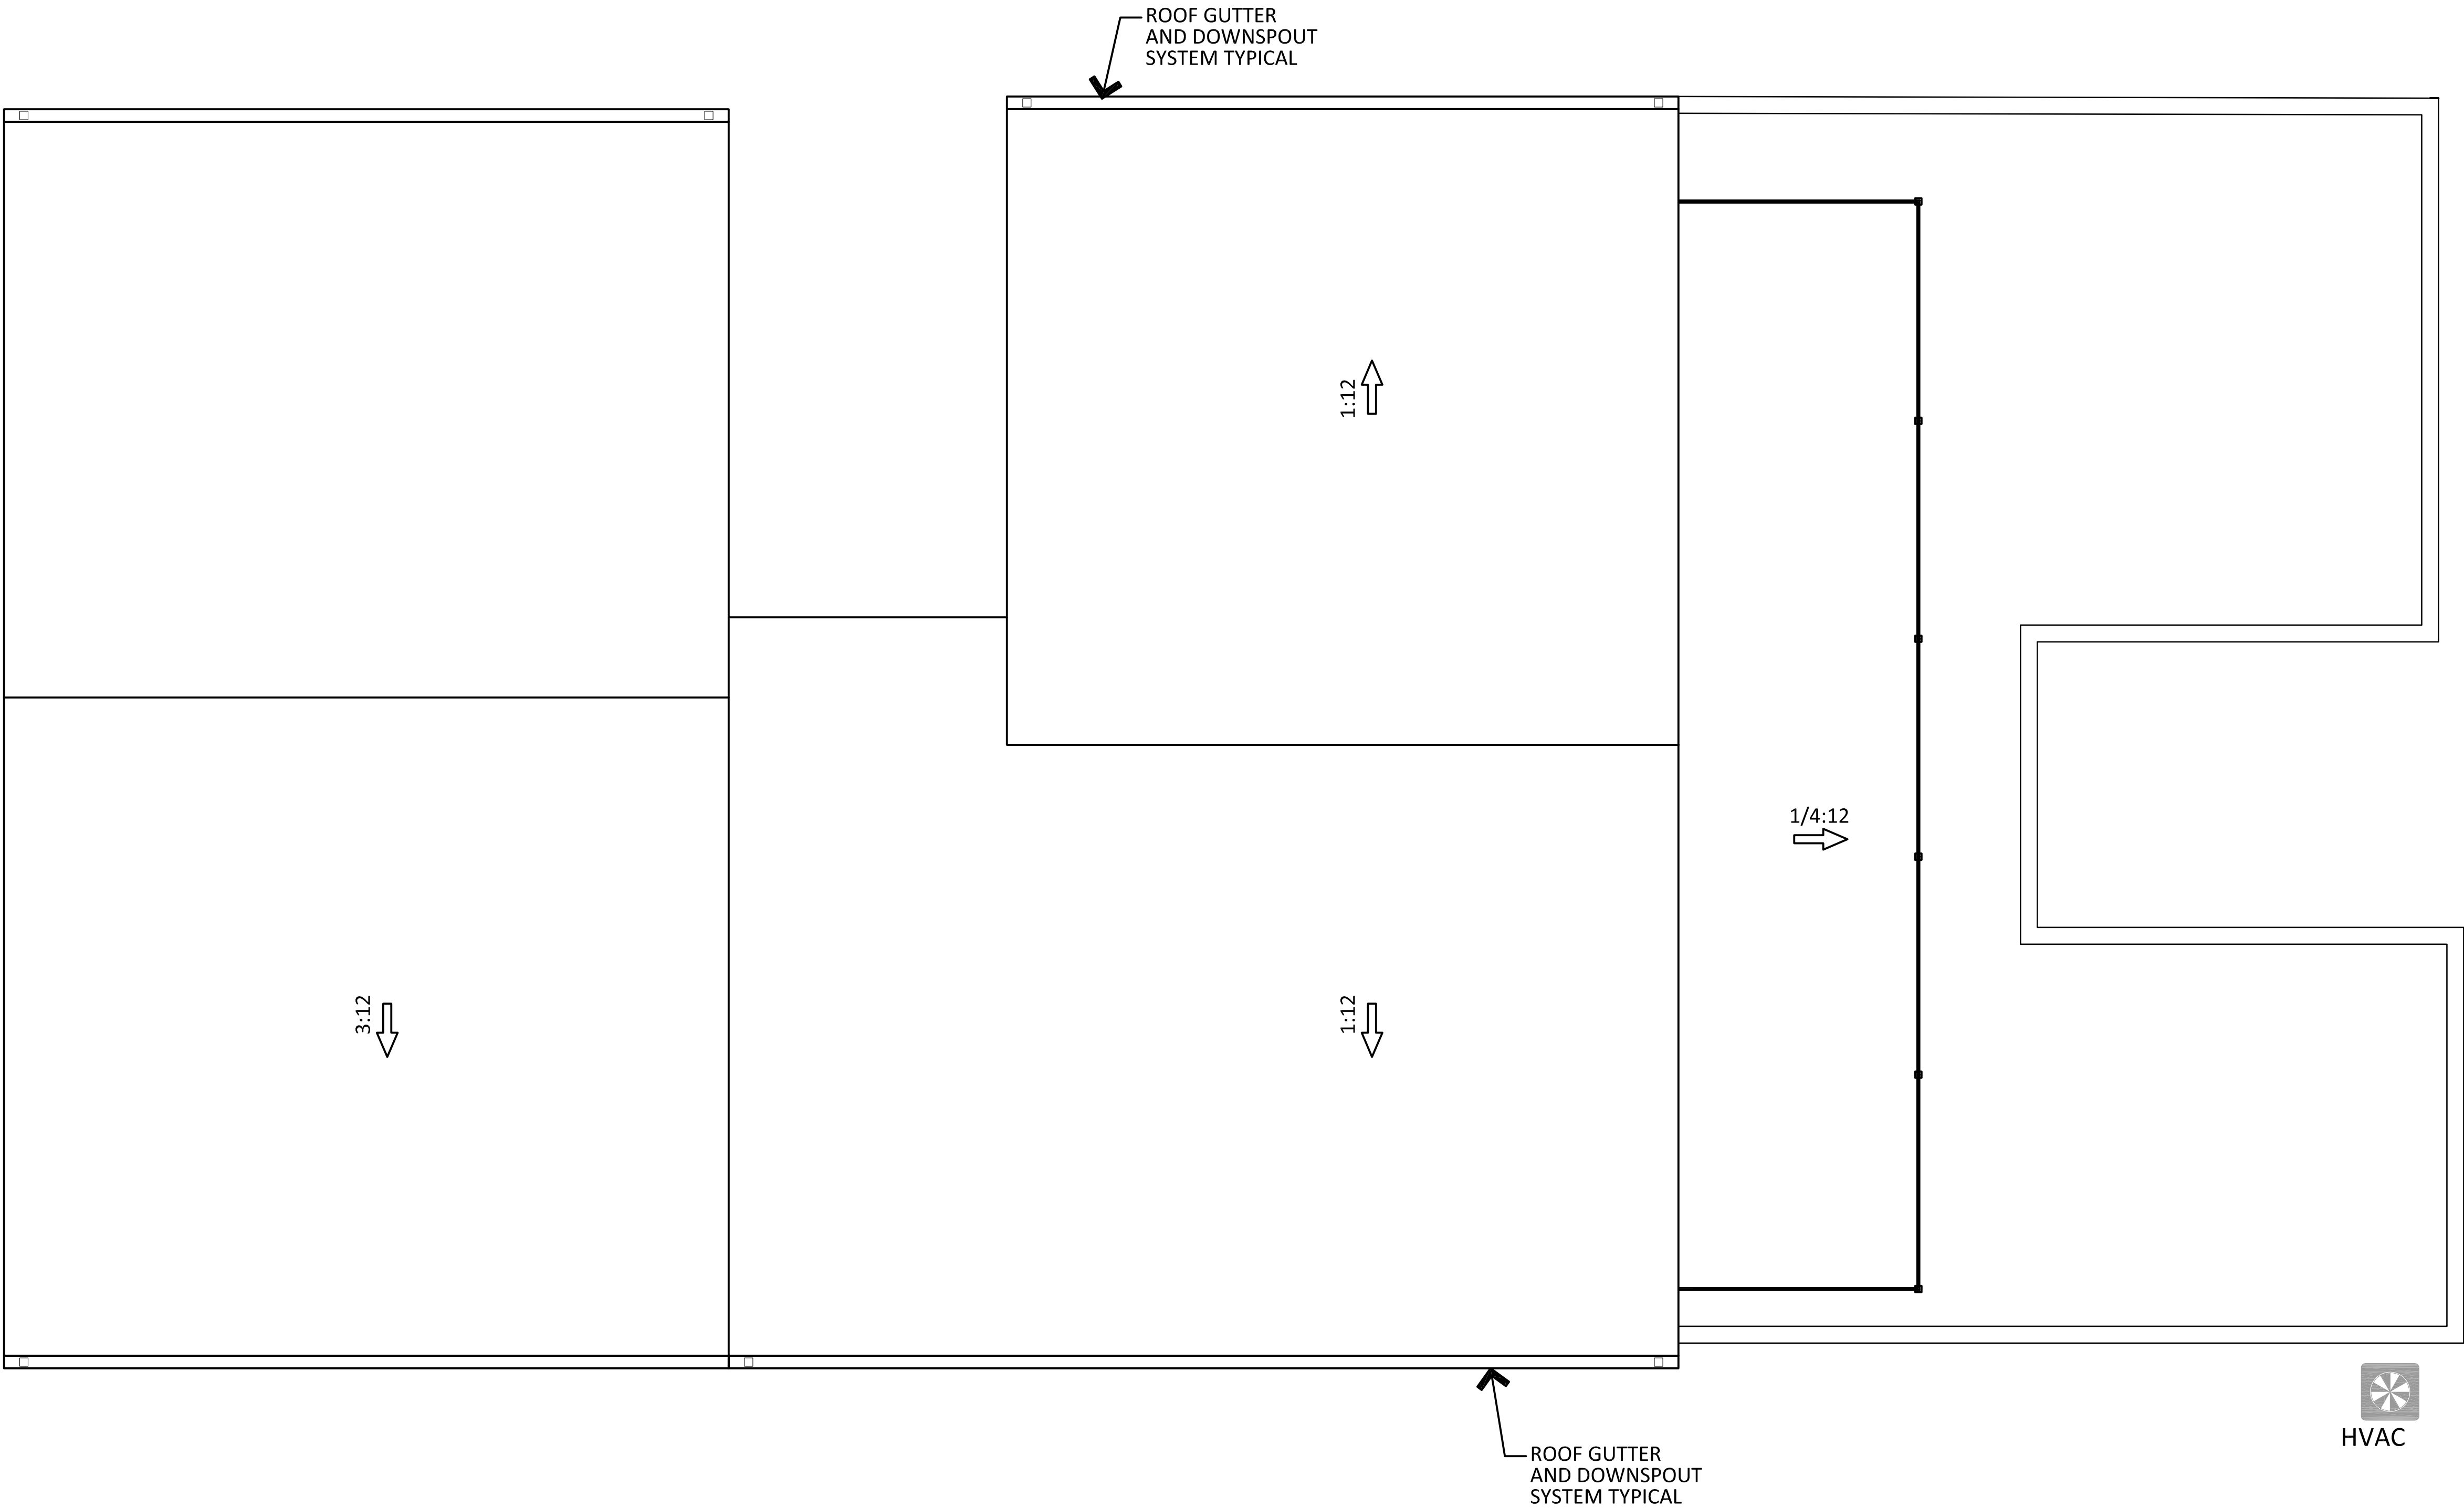 ROOF GUTTER
AND DOWNSPOUT
SYSTEM TYPICAL
1:12
1/4:12
3:12
1:12
HVAC
ROOF GUTTER
AND DOWNSPOUT
SYSTEM TYPICAL